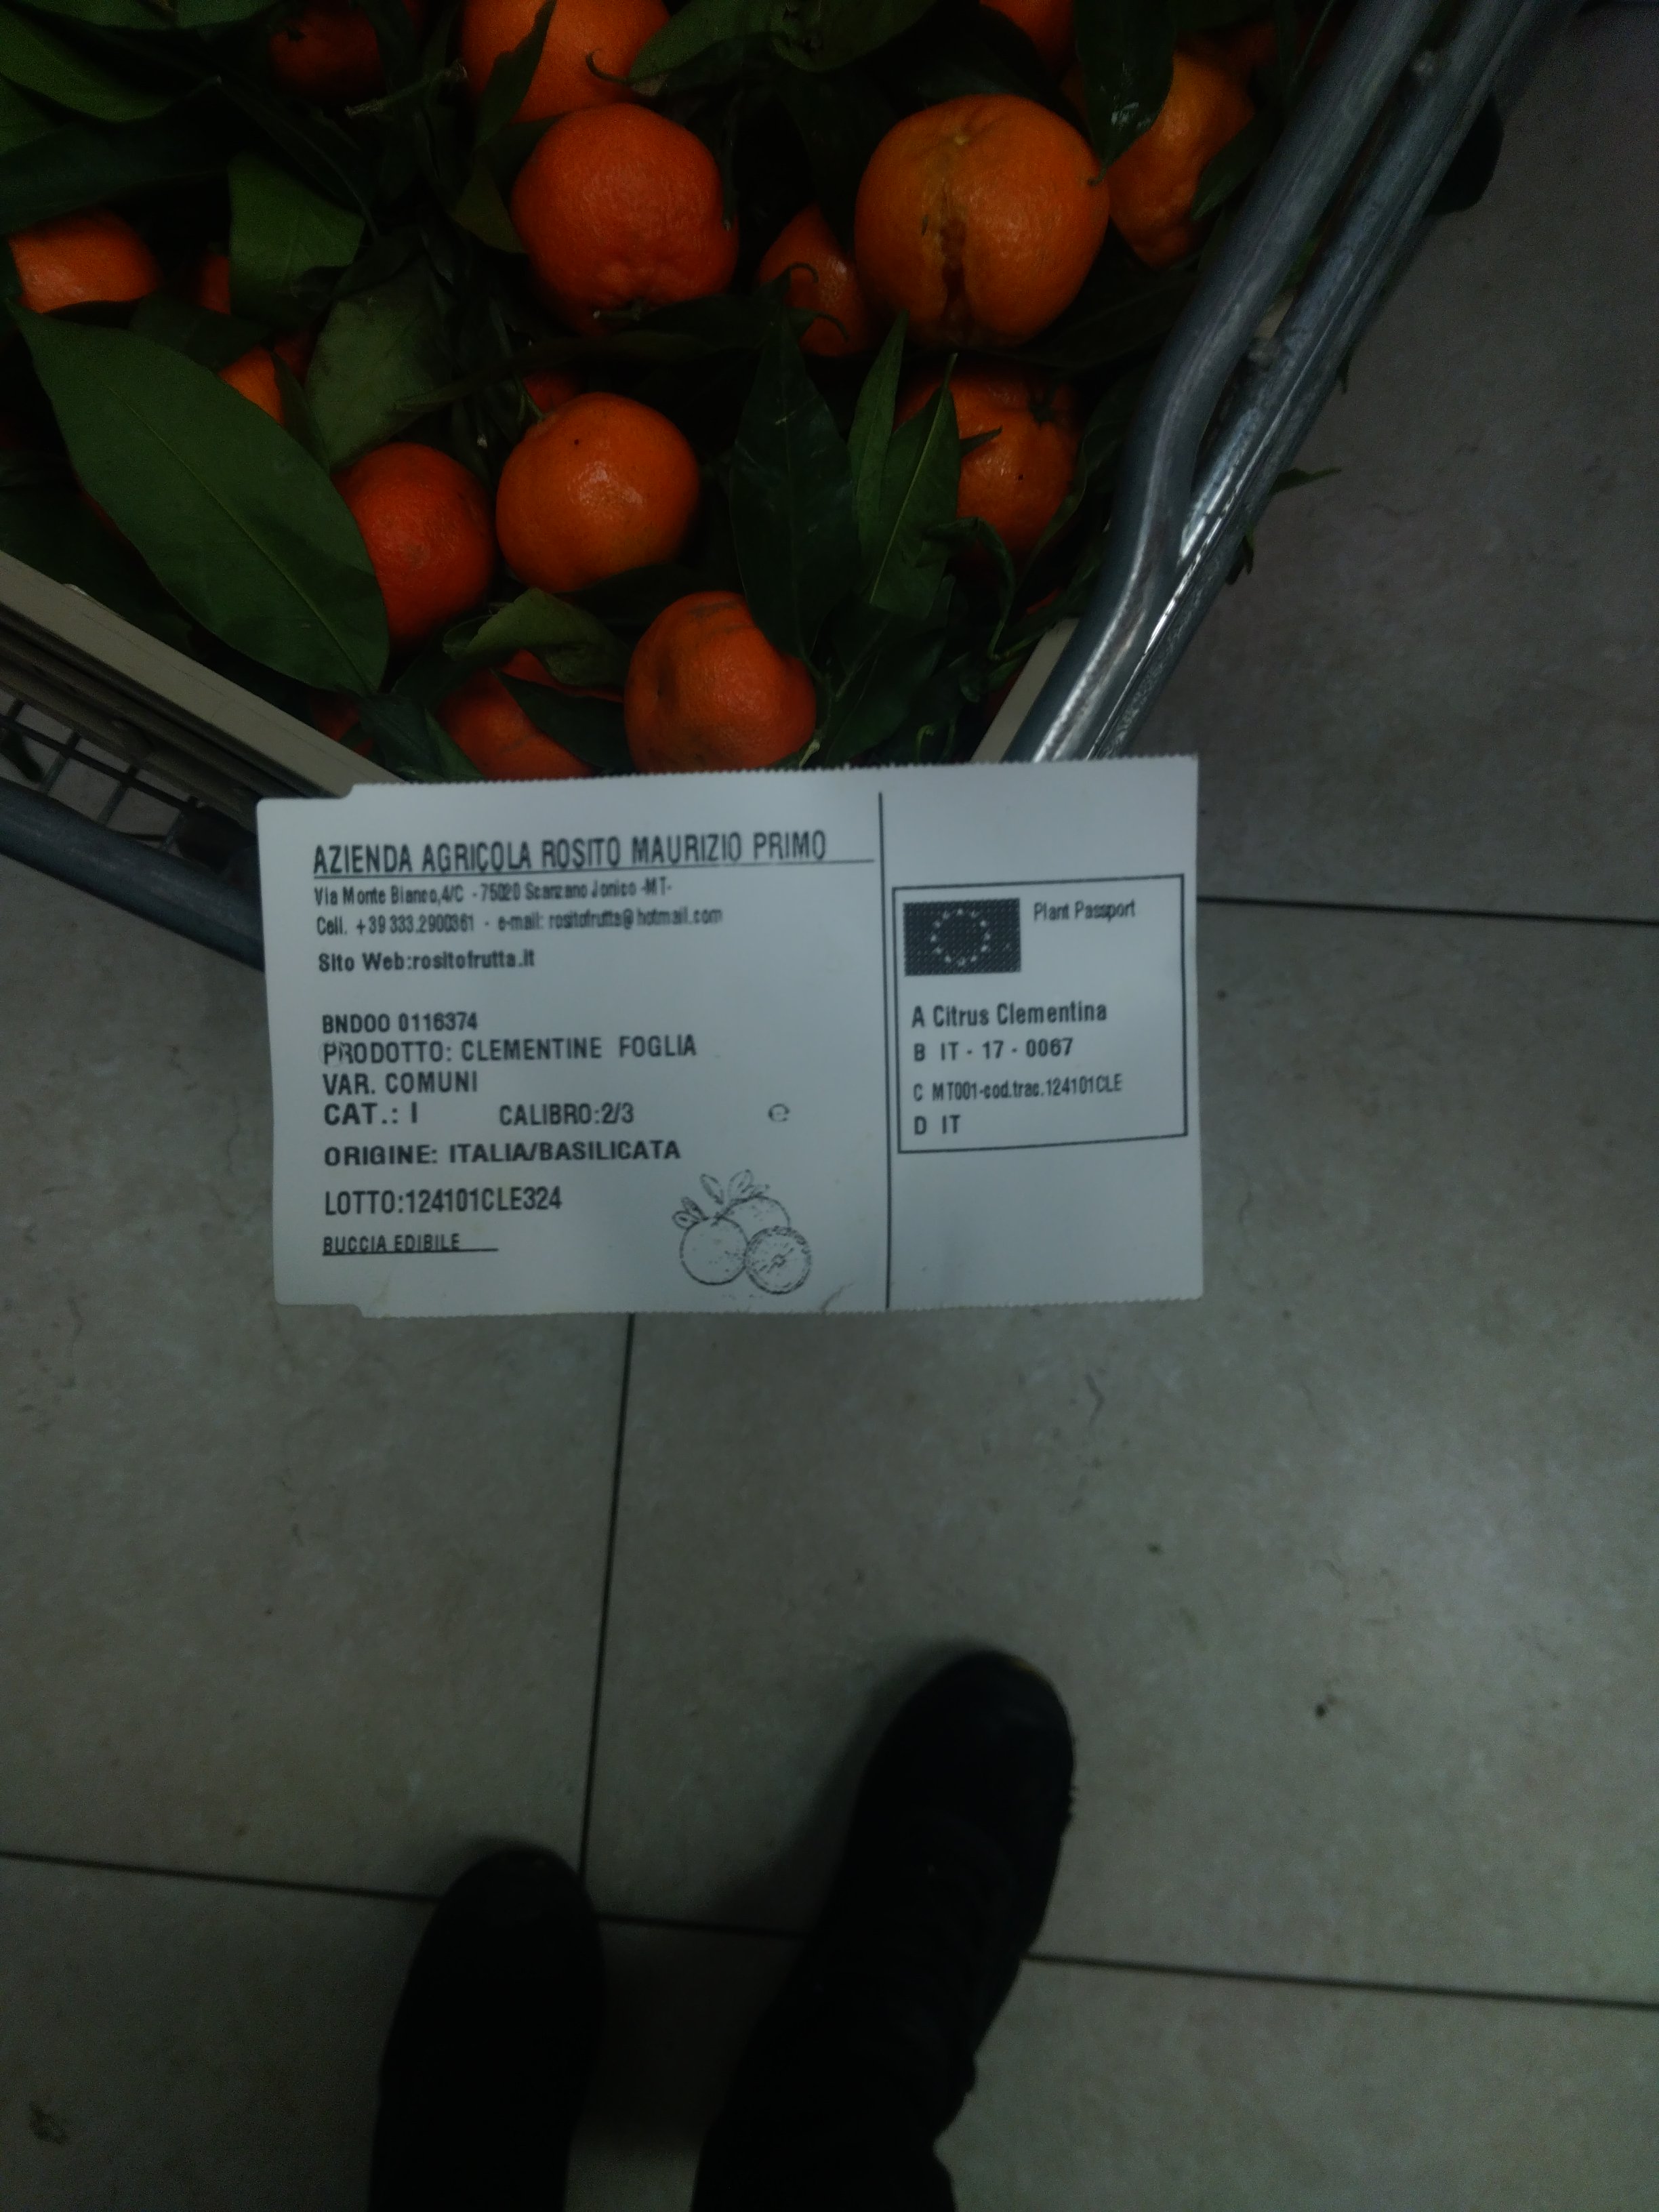 AZIENDA AGRICOLA ROSITO MAURIZIO PRIMO
Via Monte Bianco,4/C - 75020 Scanzano Jonico -MT-
Cell. +39 333.2900361 - e-mail: rositofrutta@hotmail.com
Sito Web:rositofrutta.it
BNDOO 0116374
PRODOTTO: CLEMENTINE FOGLIA
VAR. COMUNI
CAT.: I CALIBRO:2/3 ℮
ORIGINE: ITALIA/BASILICATA
LOTTO:124101CLE324
BUCCIA EDIBILE
Plant Passport
A Citrus Clementina
B IT - 17 - 0067
C MT001-cod.trac.124101CLE
D IT